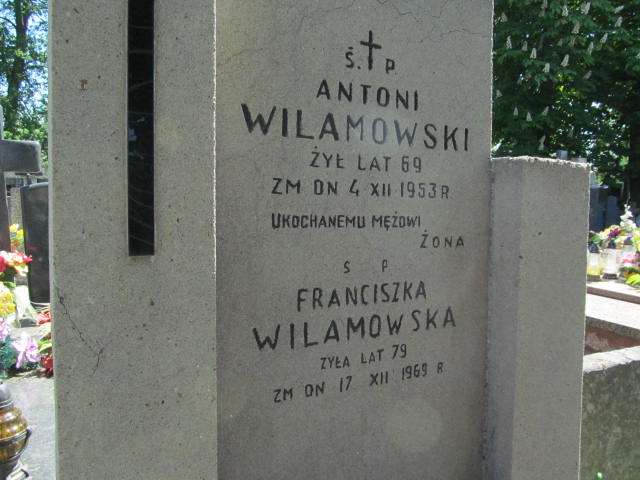 Ś. P.
ANTONI
WILAMOWSKI
ŻYŁ LAT 69
ZM DN 4 XII 1953 R
UKOCHANEMU MĘŻOWI
ŻONA
S P
FRANCISZKA
WILAMOWSKA
ZYŁA LAT 79
ZM DN 17 XII 1969 R.